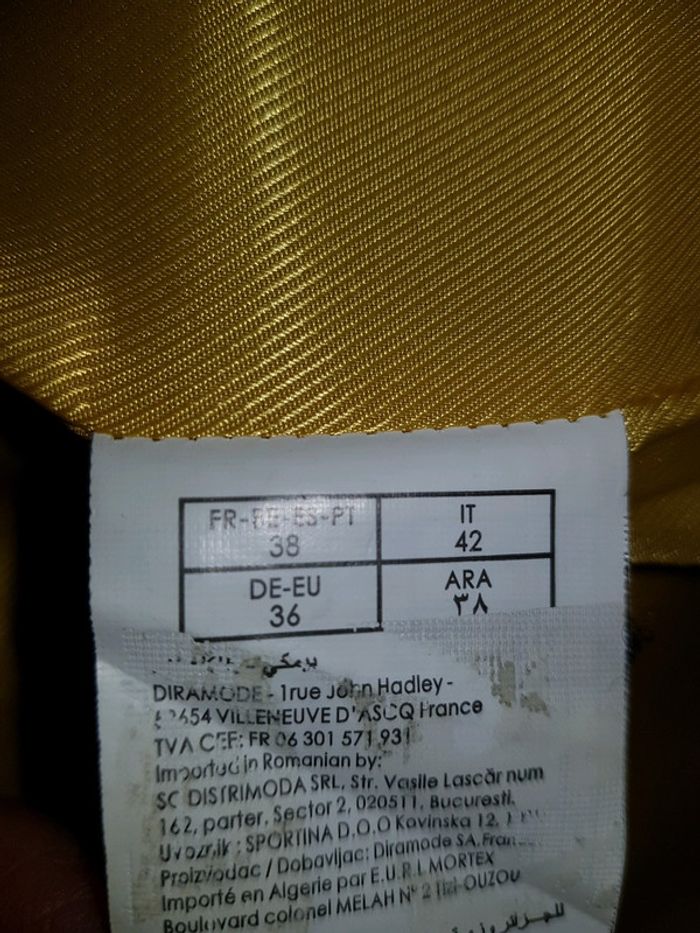 FR-BE-ES-PT
38
IT
42
DE-EU
36
ARA
٣٨
DIRAMODE - 1rue John Hadley -
VILLENEUVE D'ASCQ France
TVA CEE: FR 06 301 571 931
Imported in Romanian by:
SC DISTRIMODA SRL, Str. Vasile Lascăr num
162, parter, Sector 2, 020511, Bucuresti.
Uvoznik : SPORTINA D.O.O Kavinska 12,
Proizvodac / Dobavljac: Diramode SA,
Importé en Algerie par E.U.R.L MORTEX
Boulevard colonel MELAH N° 2 OUZOU